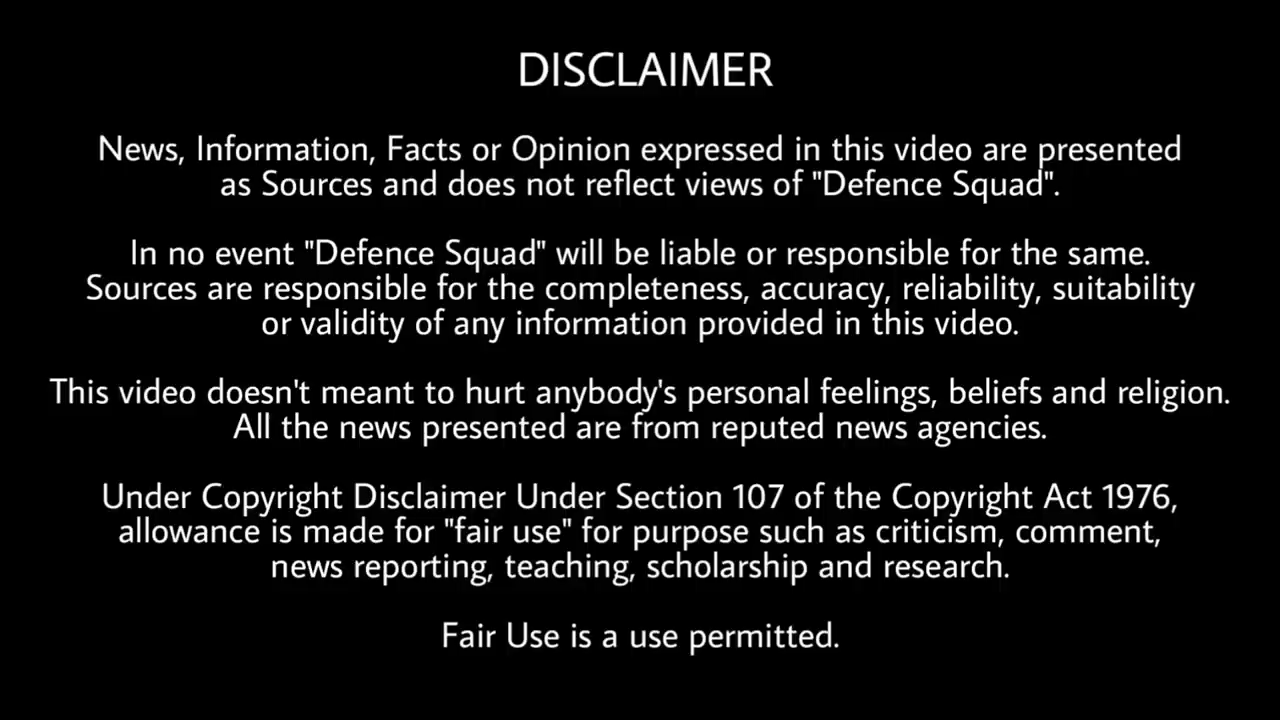 DISCLAIMER
News, Information, Facts or Opinion expressed in this video are presented
as Sources and does not reflect views of "Defence Squad".
In no event "Defence Squad" will be liable or responsible for the same.
Sources are responsible for the completeness, accuracy, reliability, suitability
or validity of any information provided in this video.
This video doesn't meant to hurt anybody's personal feelings, beliefs and religion.
All the news presented are from reputed news agencies.
Under Copyright Disclaimer Under Section 107 of the Copyright Act 1976,
allowance is made for "fair use" for purpose such as criticism, comment,
news reporting, teaching, scholarship and research.
Fair Use is a use permitted.